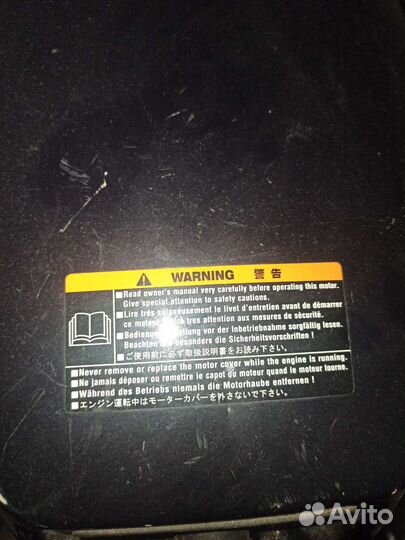 WARNING 警告
■Read owner's manual very carefully before operating this motor.
Give special attention to safety cautions.
■Lire très soigneusement le livet d'entretien avant de démarrer
ce moteur très attention aux mesures de sécurité.
■Bedienung vor der Inbetriebnahme sorgfältig lesen.
Beachten besonders die Sicherheitsvorschriften !
■ご使用前に必ず取扱説明書をお読み下さい。
■Never remove or replace the motor cover while the engine is running.
■Ne jamais déposer ou remettre le capot du moteur quand le moteur tourne.
■Während des Betriebs niemals die Motorhaube entfernen !
■エンジン運転中はモーターカバーを外さないで下さい。
Avito